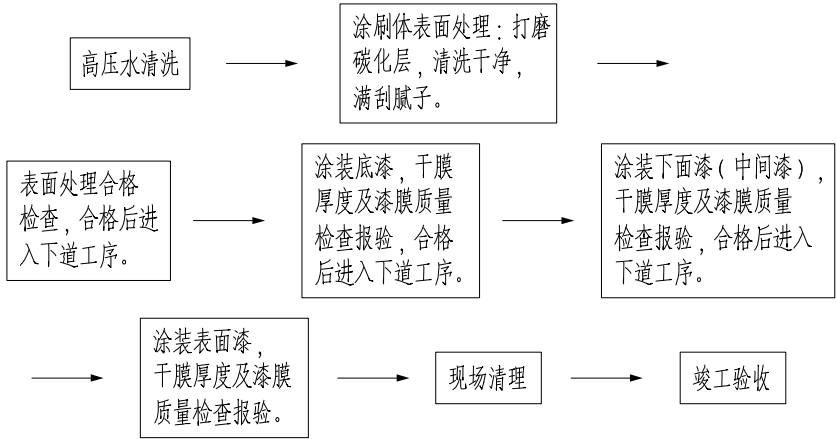 高压水清洗
涂刷体表面处理：打磨
碳化层，清洗干净，
满刮腻子。
表面处理合格
检查，合格后进
入下道工序。
涂装底漆，干膜
厚度及漆膜质量
检查报验，合格
后进入下道工序。
涂装下面漆（中间漆），
干膜厚度及漆膜质量
检查报验，合格后进入
下道工序。
涂装表面漆，
干膜厚度及漆膜
质量检查报验。
现场清理
竣工验收